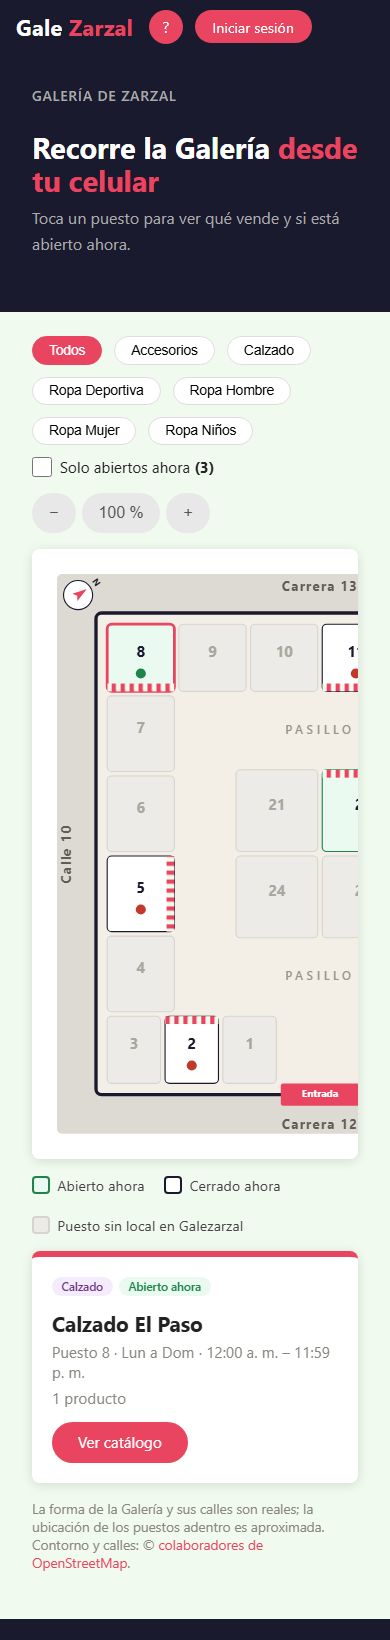 Gale Zarzal
?
Iniciar sesión
GALERÍA DE ZARZAL
Recorre la Galería desde
tu celular
Toca un puesto para ver qué vende y si está
abierto ahora.
Todos
Accesorios
Calzado
Ropa Deportiva
Ropa Hombre
Ropa Mujer
Ropa Niños
Solo abiertos ahora (3)
−
100 %
+
N
Carrera 13
8
9
10
7
PASILLO
6
21
Calle 10
5
24
4
PASILLO
3
2
1
Entrada
Carrera 12
Abierto ahora
Cerrado ahora
Puesto sin local en Galezarzal
Calzado
Abierto ahora
Calzado El Paso
Puesto 8 · Lun a Dom · 12:00 a. m. – 11:59
p. m.
1 producto
Ver catálogo
La forma de la Galería y sus calles son reales; la
ubicación de los puestos adentro es aproximada.
Contorno y calles: © colaboradores de
OpenStreetMap.